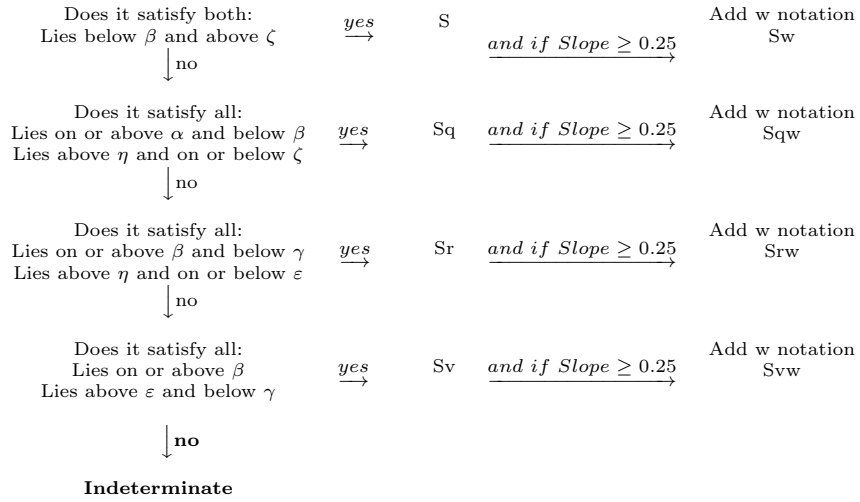 Does it satisfy both:
Lies below β and above ζ
yes
S
and if Slope ≥ 0.25
Add w notation
Sw
no
Does it satisfy all:
Lies on or above α and below β
Lies above η and on or below ζ
yes
Sq
and if Slope ≥ 0.25
Add w notation
Sqw
no
Does it satisfy all:
Lies on or above β and below γ
Lies above η and on or below ε
yes
Sr
and if Slope ≥ 0.25
Add w notation
Srw
no
Does it satisfy all:
Lies on or above β
Lies above ε and below γ
yes
Sv
and if Slope ≥ 0.25
Add w notation
Svw
no
Indeterminate